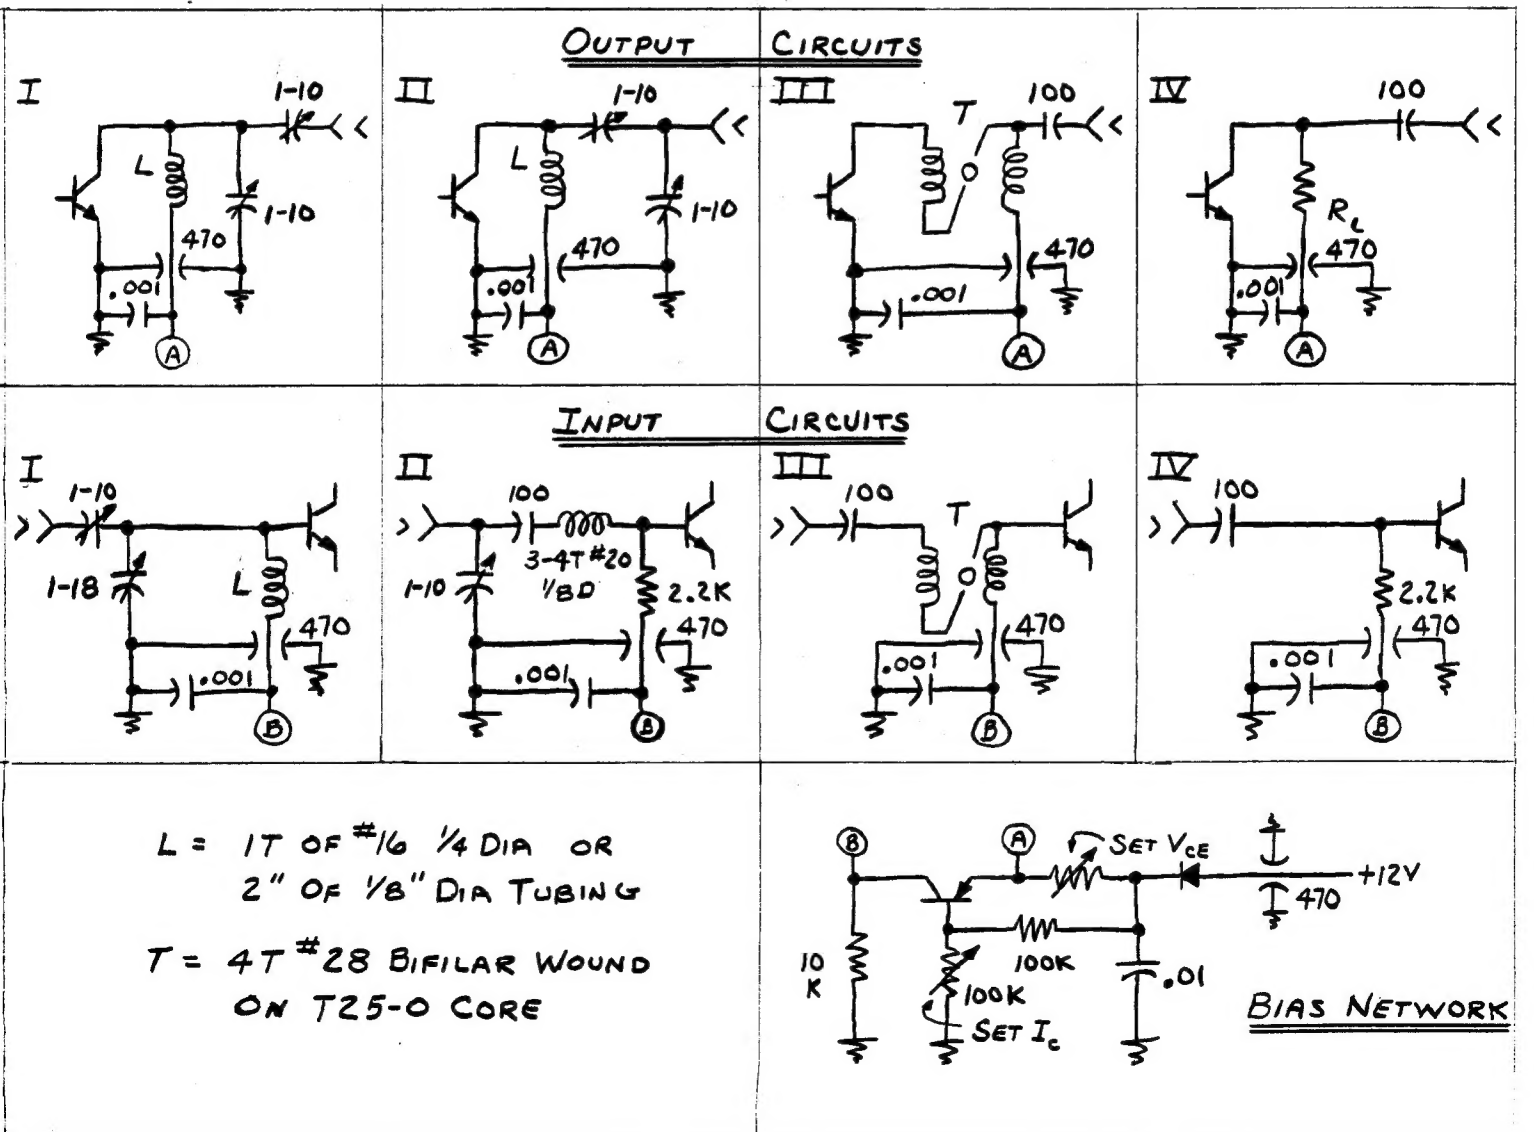 OUTPUT CIRCUITS
I
1-10
L
1-10
470
.001
A
II
1-10
L
1-10
470
.001
A
III
T
100
470
.001
A
IV
100
RL
470
.001
A
INPUT CIRCUITS
I
1-10
1-18
L
470
.001
B
II
100
3-4T #20
1/8D
1-10
2.2K
470
.001
B
III
100
T
470
.001
B
IV
100
2.2K
470
.001
B
L = 1T OF #16 1/4 DIA OR
2" OF 1/8" DIA TUBING
T = 4T #28 BIFILAR WOUND
ON T25-0 CORE
B
A
SET VCE
+12V
470
100K
10
K
100K
.01
SET Ic
BIAS NETWORK